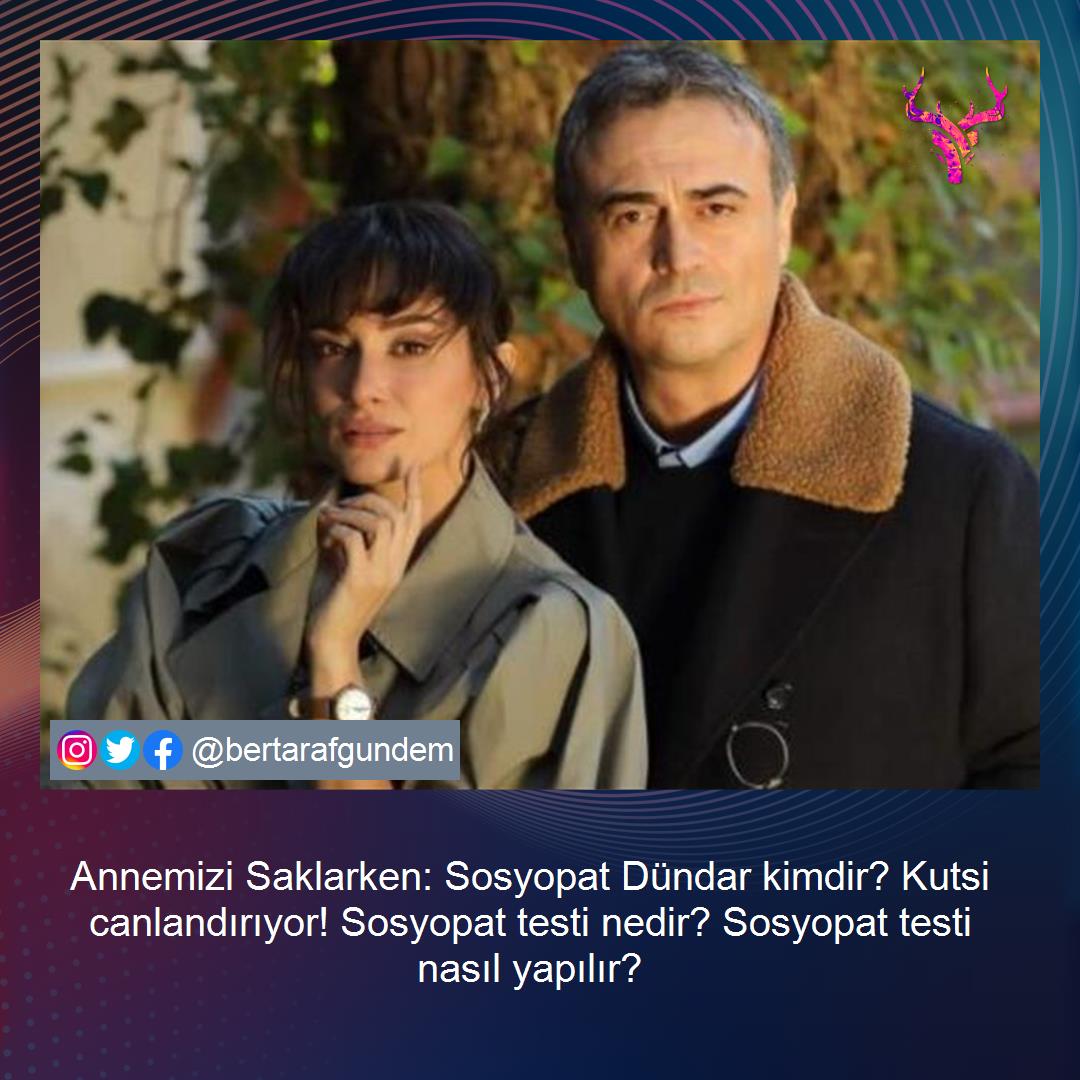 @bertarafgundem
Annemizi Saklarken: Sosyopat Dündar kimdir? Kutsi
canlandırıyor! Sosyopat testi nedir? Sosyopat testi
nasıl yapılır?